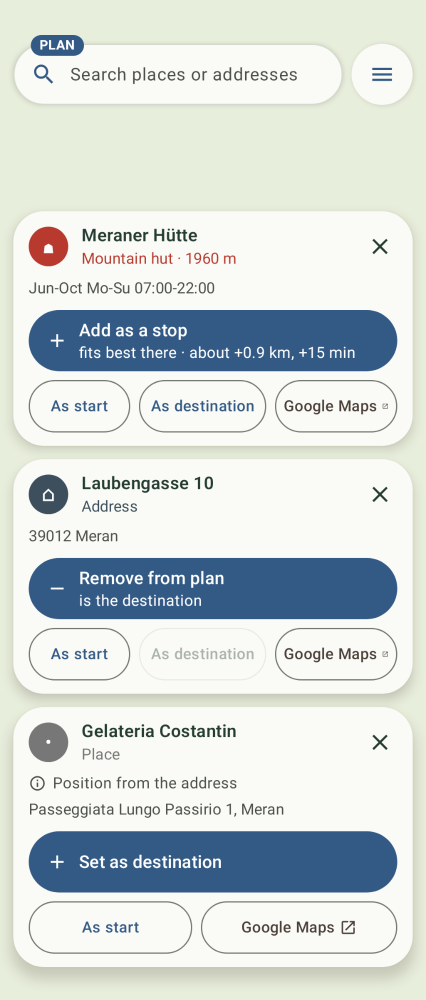 PLAN
Search places or addresses
Meraner Hütte
Mountain hut · 1960 m
Jun-Oct Mo-Su 07:00-22:00
Add as a stop
fits best there · about +0.9 km, +15 min
As start
As destination
Google Maps
Laubengasse 10
Address
39012 Meran
Remove from plan
is the destination
As start
As destination
Google Maps
Gelateria Costantin
Place
Position from the address
Passeggiata Lungo Passirio 1, Meran
Set as destination
As start
Google Maps